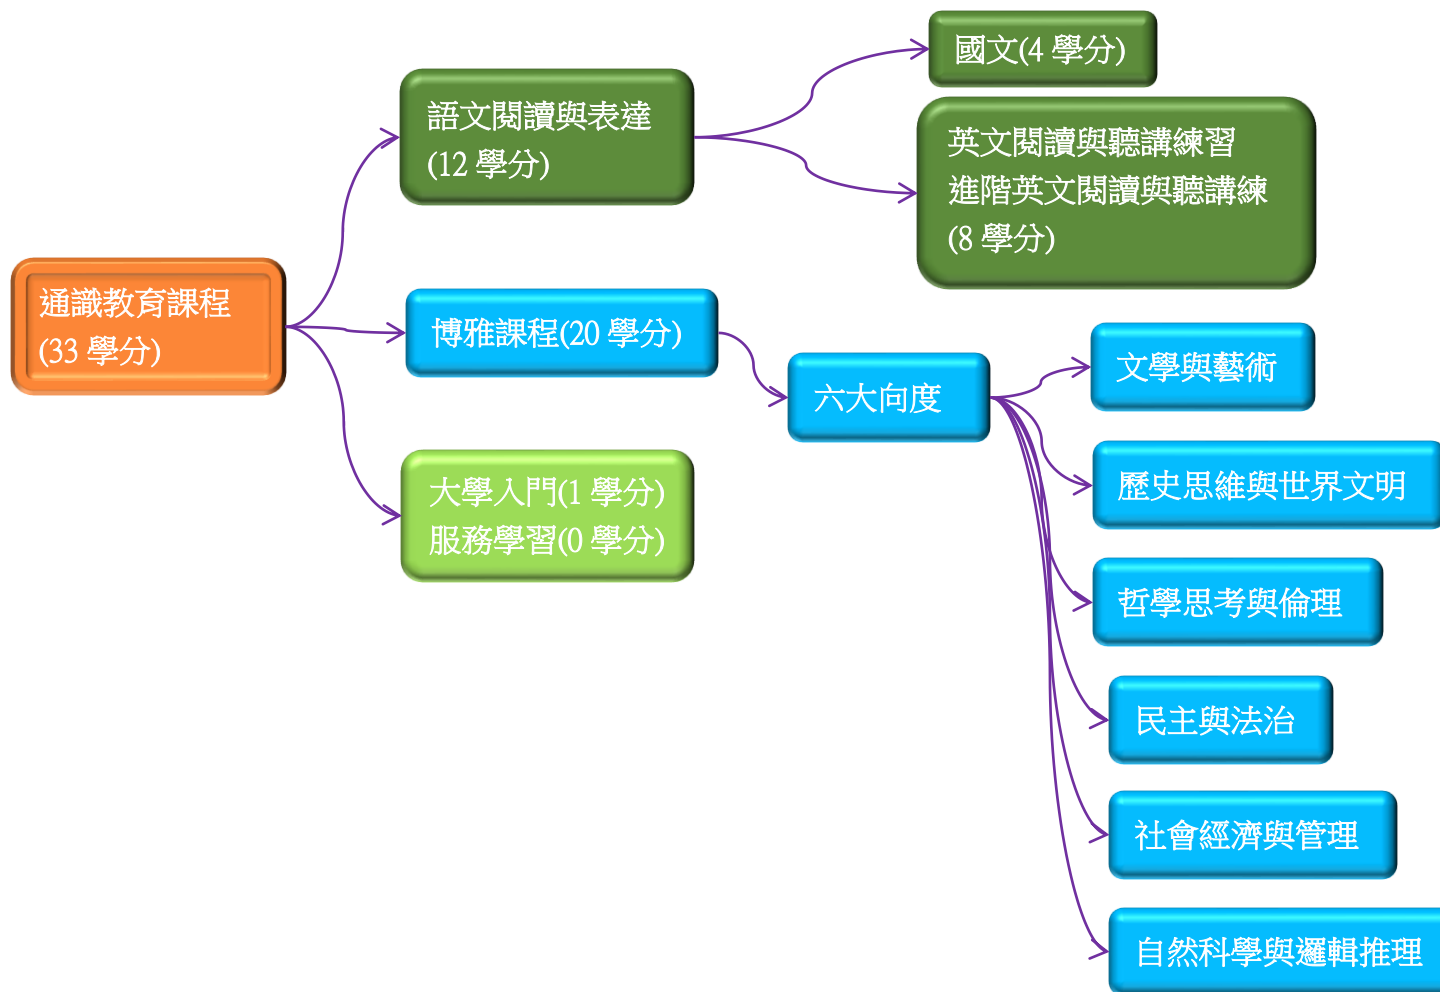 通識教育課程
(33 學分)
語文閱讀與表達
(12 學分)
國文(4 學分)
英文閱讀與聽講練習
進階英文閱讀與聽講練
(8 學分)
博雅課程(20 學分)
六大向度
文學與藝術
歷史思維與世界文明
哲學思考與倫理
民主與法治
社會經濟與管理
自然科學與邏輯推理
大學入門(1 學分)
服務學習(0 學分)